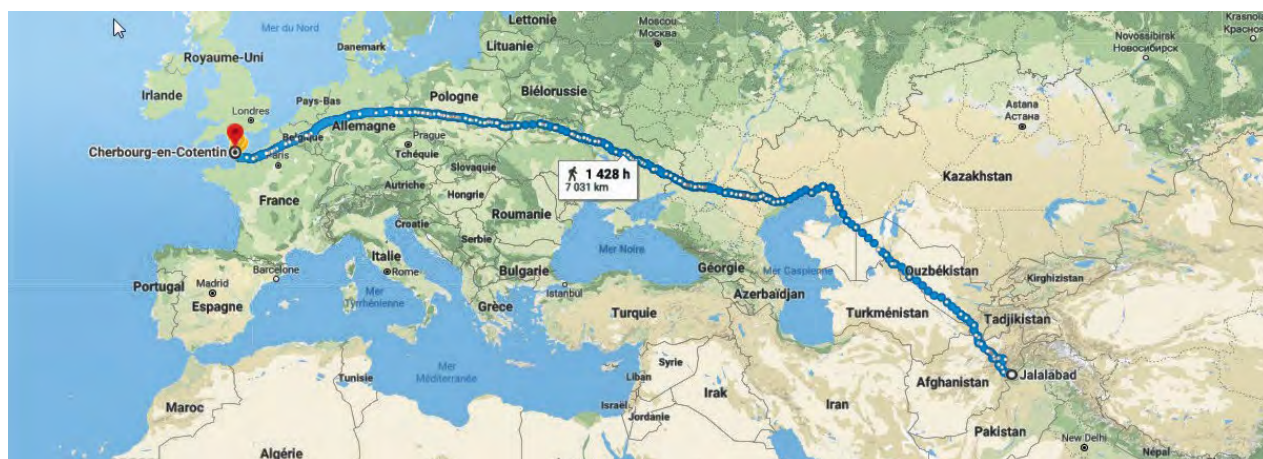 Lettonie
Moscou
Москва
Krasnoïa
Красно
Mer du Nord
Danemark
Lituanie
Novossibirsk
Новосибирск
Royaume-Uni
Biélorussie
Irlande
Pays-Bas
Pologne
Londres
Astana
Астана
Belgique
Allemagne
Prague
Cherbourg-en-Cotentin
Paris
Tchéquie
Slovaquie
1 428 h
7 031 km
Kazakhstan
Autriche
Hongrie
France
Roumanie
Croatie
Serbie
Mer Noire
Italie
Ouzbékistan
Kirghizistan
Barcelone
Rome
Bulgarie
Géorgie
Mer Caspienne
Portugal
Madrid
Espagne
Mer
Tyrrhénienne
Istanbul
Azerbaïdjan
Grèce
Turquie
Turkménistan
Tadjikistan
Mer
Méditerranée
Syrie
Tunisie
Liban
Afghanistan
Jalalabad
Maroc
Israël
Irak
Iran
Jordanie
Pakistan
New Delhi
Algérie
Népal